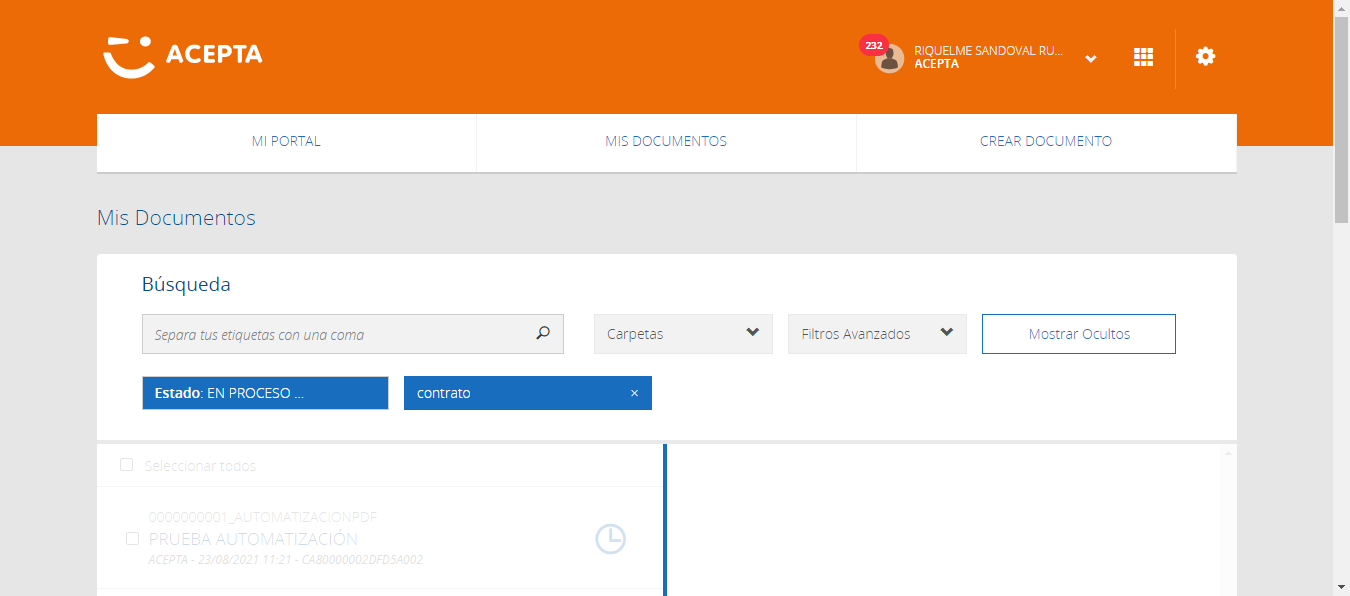 ACEPTA
232
RIQUELME SANDOVAL RU...
ACEPTA
MI PORTAL
MIS DOCUMENTOS
CREAR DOCUMENTO
Mis Documentos
Búsqueda
Separa tus etiquetas con una coma
Carpetas
Filtros Avanzados
Mostrar Ocultos
Estado: EN PROCESO ...
contrato ×
Seleccionar todos
0000000001_AUTOMATIZACIONPDF
PRUEBA AUTOMATIZACIÓN
ACEPTA - 23/08/2021 11:21 - CA80000002DFD5A002